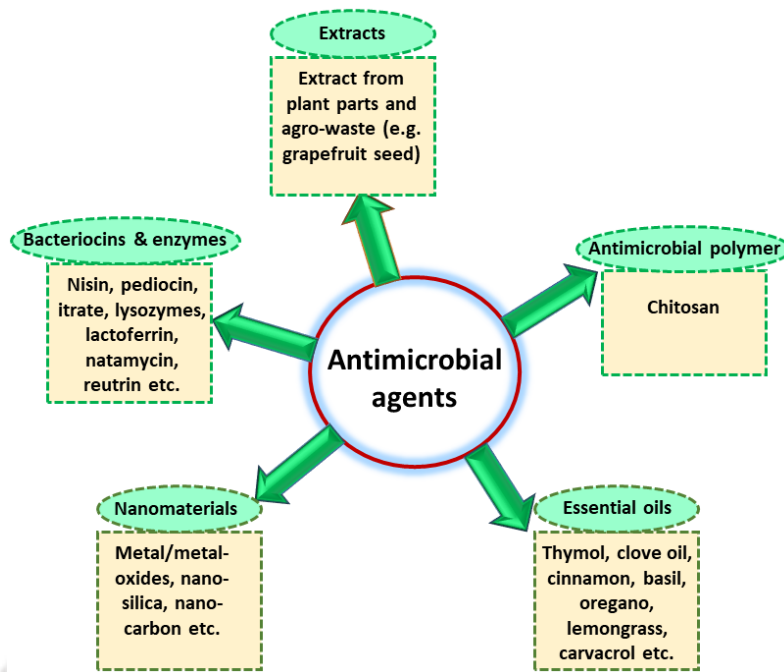 Extracts
Extract from
plant parts and
agro-waste (e.g.
grapefruit seed)
Bacteriocins & enzymes
Nisin, pediocin,
itrate, lysozymes,
lactoferrin,
natamycin,
reutrin etc.
Antimicrobial polymer
Chitosan
Antimicrobial
agents
Nanomaterials
Metal/metal-
oxides, nano-
silica, nano-
carbon etc.
Essential oils
Thymol, clove oil,
cinnamon, basil,
oregano,
lemongrass,
carvacrol etc.